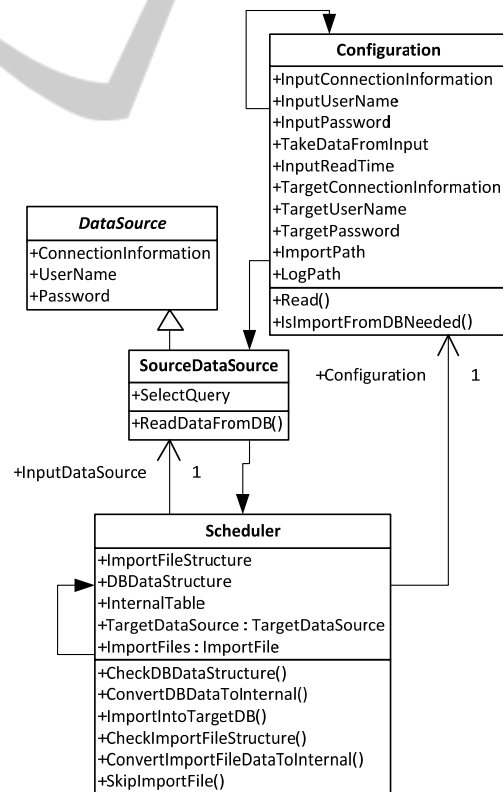 Configuration
+InputConnectionInformation
+InputUserName
+InputPassword
+TakeDataFromInput
+InputReadTime
+TargetConnectionInformation
+TargetUserName
+TargetPassword
+ImportPath
+LogPath
+Read()
+IsImportFromDBNeeded()
DataSource
+ConnectionInformation
+UserName
+Password
SourceDataSource
+SelectQuery
+ReadDataFromDB()
+Configuration 1
+InputDataSource 1
Scheduler
+ImportFileStructure
+DBDataStructure
+InternalTable
+TargetDataSource : TargetDataSource
+ImportFiles : ImportFile
+CheckDBDataStructure()
+ConvertDBDataToInternal()
+ImportIntoTargetDB()
+CheckImportFileStructure()
+ConvertImportFileDataToInternal()
+SkipImportFile()